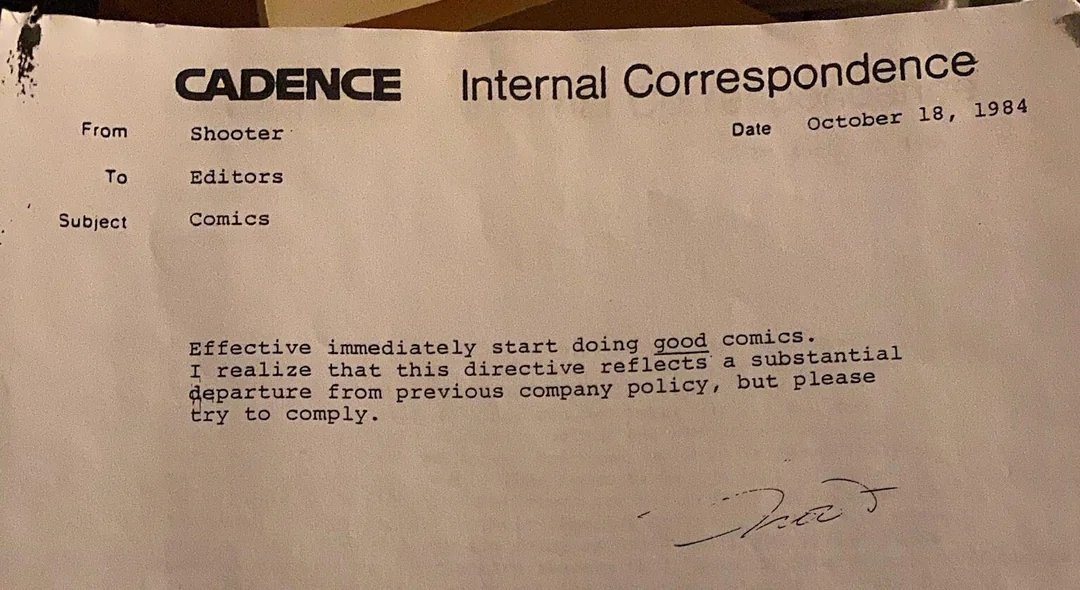 CADENCE Internal Correspondence
From Shooter Date October 18, 1984
To Editors
Subject Comics
Effective immediately start doing good comics.
I realize that this directive reflects a substantial
departure from previous company policy, but please
try to comply.